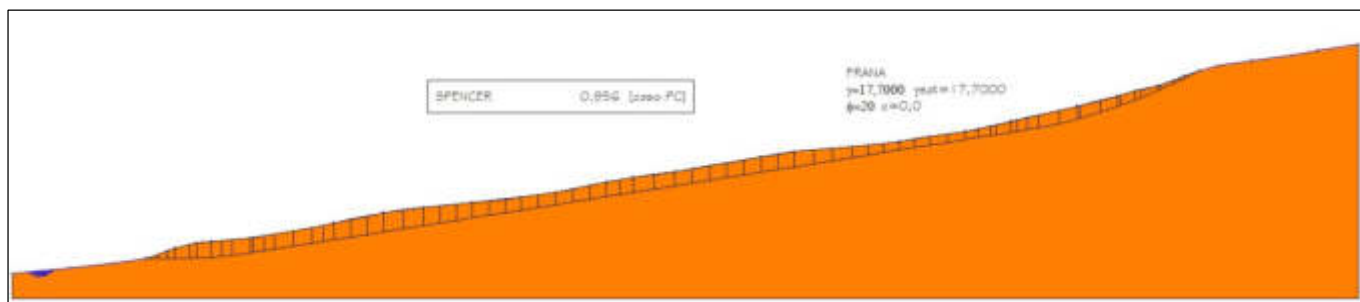 SPENCER 0,856 [caso FC]
FRANA
γ=17,7000 γsat=17,7000
ϕ=20 c=0,0